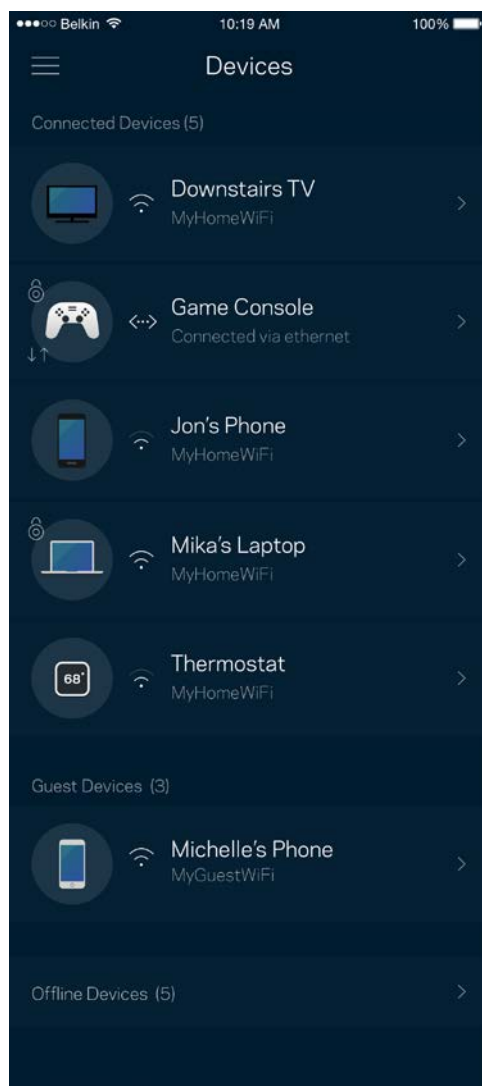 ●●●○○ Belkin 10:19 AM 100%
Devices
Connected Devices (5)
Downstairs TV
MyHomeWiFi
Game Console
Connected via ethernet
Jon's Phone
MyHomeWiFi
Mika's Laptop
MyHomeWiFi
68°
Thermostat
MyHomeWiFi
Guest Devices (3)
Michelle's Phone
MyGuestWiFi
Offline Devices (5)